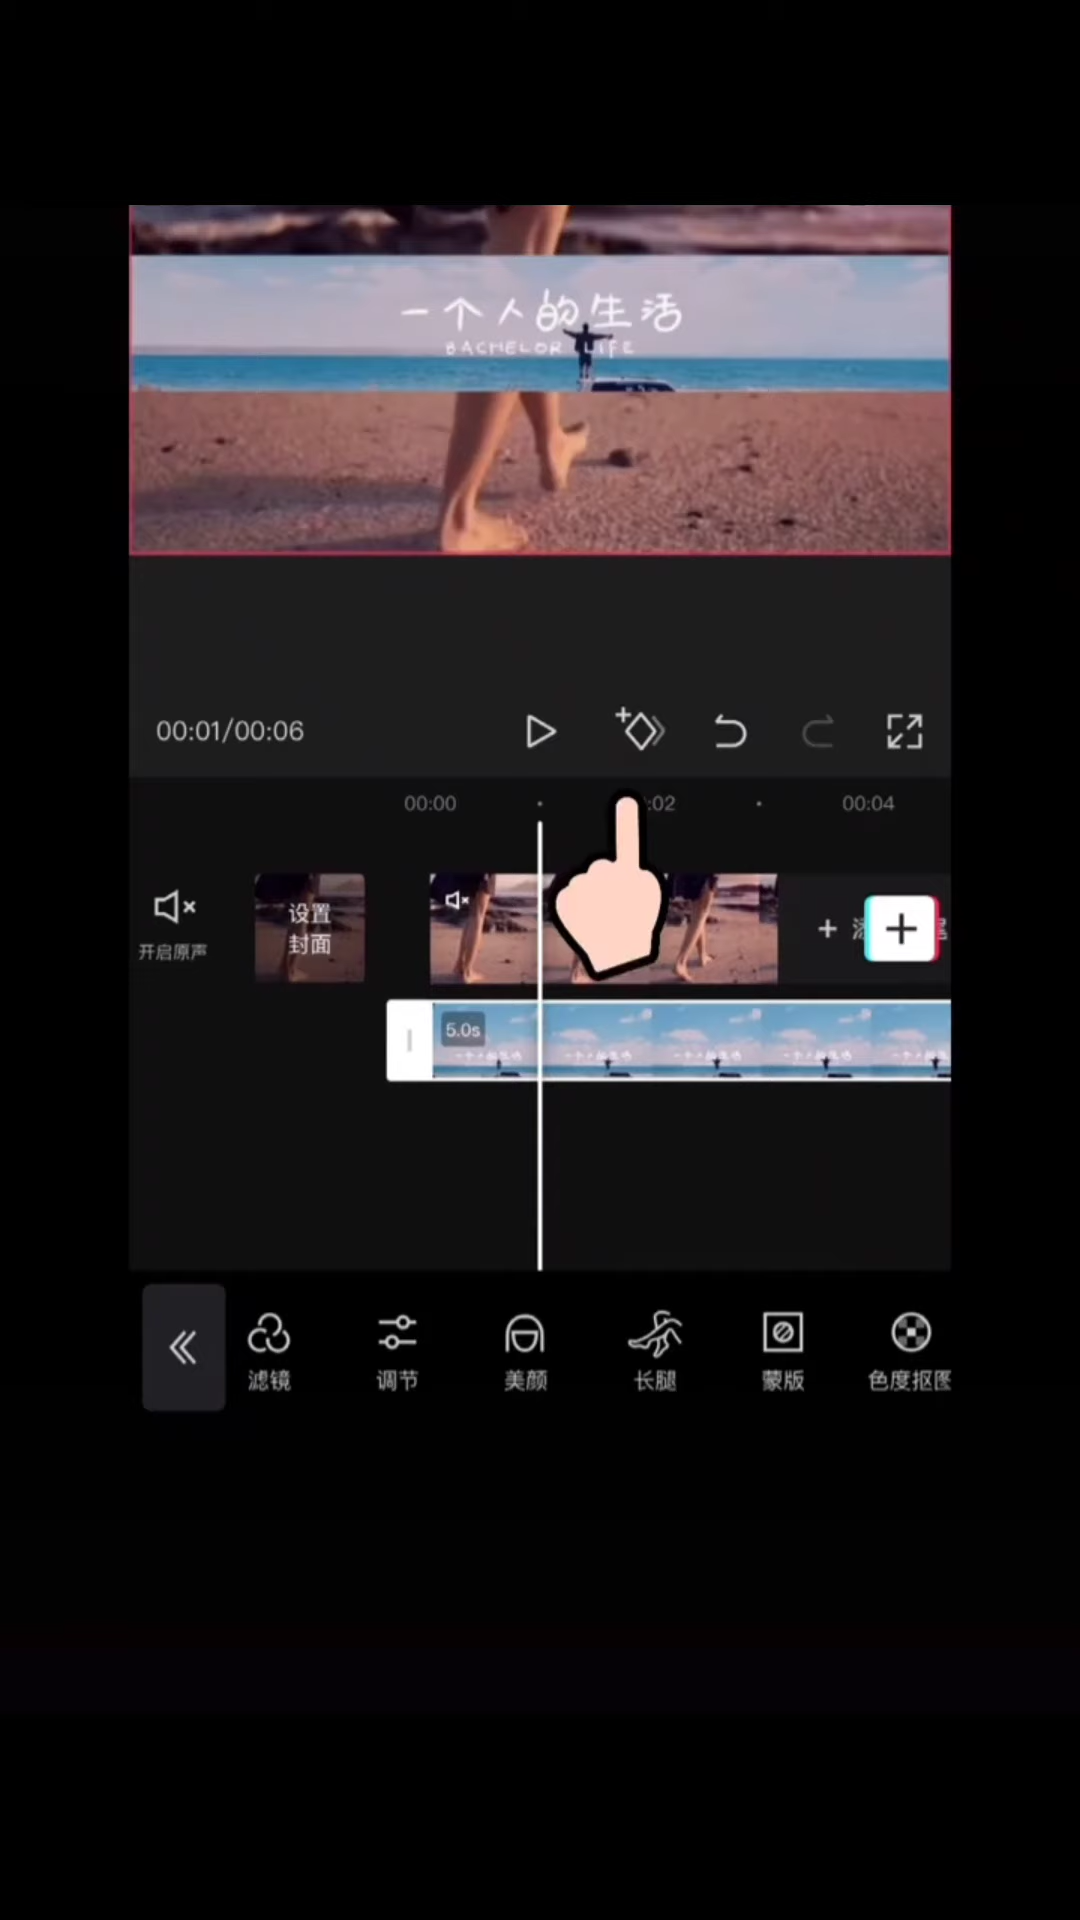 一个人的生活
BACHELOR LIFE
00:01/00:06
00:00
:02
00:04
开启原声
设置
封面
5.0s
滤镜
调节
美颜
长腿
蒙版
色度抠图